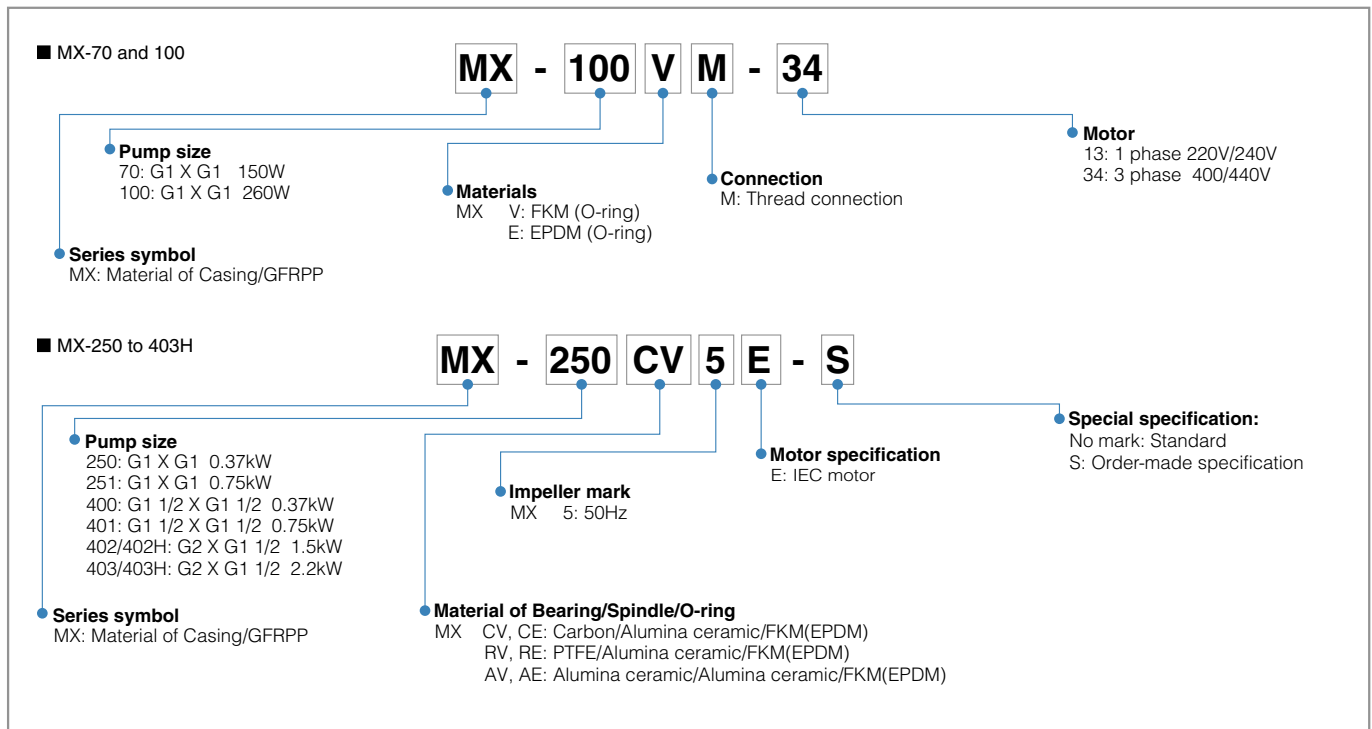 ■ MX-70 and 100
MX - 100 V M - 34
Pump size
70: G1 X G1 150W
100: G1 X G1 260W
Materials
MX V: FKM (O-ring)
E: EPDM (O-ring)
Connection
M: Thread connection
Motor
13: 1 phase 220V/240V
34: 3 phase 400/440V
Series symbol
MX: Material of Casing/GFRPP
■ MX-250 to 403H
MX - 250 CV 5 E - S
Pump size
250: G1 X G1 0.37kW
251: G1 X G1 0.75kW
400: G1 1/2 X G1 1/2 0.37kW
401: G1 1/2 X G1 1/2 0.75kW
402/402H: G2 X G1 1/2 1.5kW
403/403H: G2 X G1 1/2 2.2kW
Impeller mark
MX 5: 50Hz
Motor specification
E: IEC motor
Special specification:
No mark: Standard
S: Order-made specification
Series symbol
MX: Material of Casing/GFRPP
Material of Bearing/Spindle/O-ring
MX CV, CE: Carbon/Alumina ceramic/FKM(EPDM)
RV, RE: PTFE/Alumina ceramic/FKM(EPDM)
AV, AE: Alumina ceramic/Alumina ceramic/FKM(EPDM)